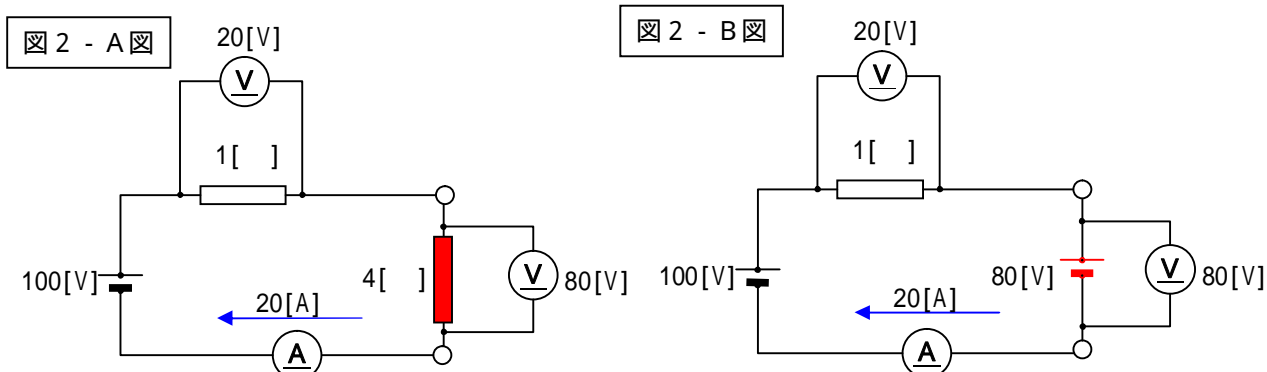 図2 - A図
20[V]
V
1[ ]
100[V]
4[ ]
V
80[V]
20[A]
A
図2 - B図
20[V]
V
1[ ]
100[V]
80[V]
V
80[V]
20[A]
A